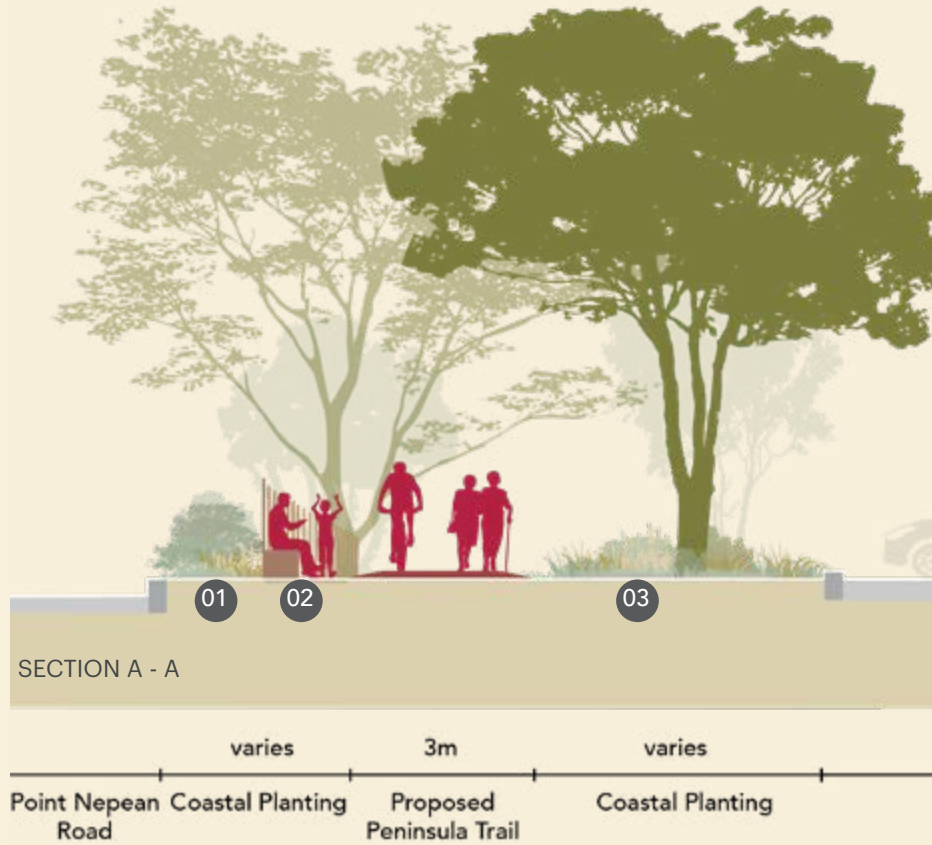 01 02 03
SECTION A - A
varies 3m varies
Point Nepean Road
Coastal Planting
Proposed Peninsula Trail
Coastal Planting